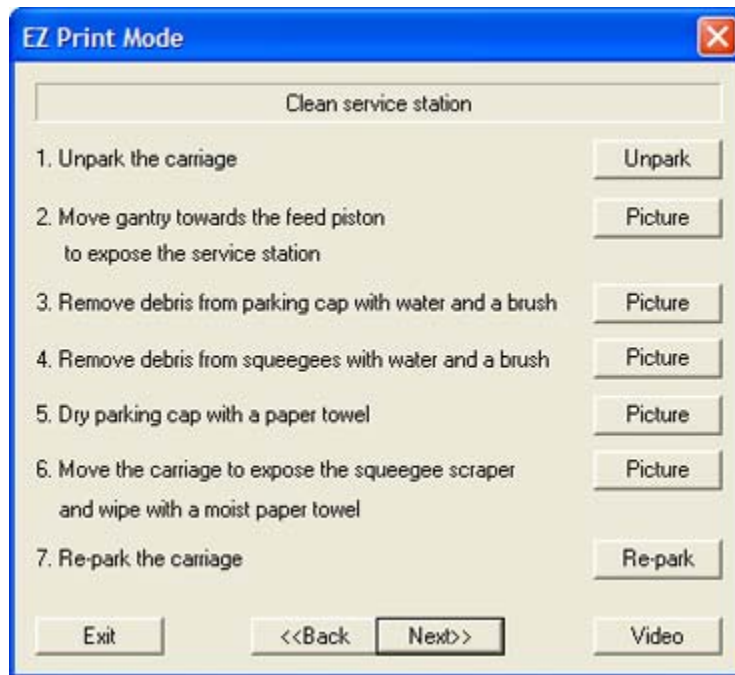 EZ Print Mode
Clean service station
1. Unpark the carriage
Unpark
2. Move gantry towards the feed piston
Picture
to expose the service station
3. Remove debris from parking cap with water and a brush
Picture
4. Remove debris from squeegees with water and a brush
Picture
5. Dry parking cap with a paper towel
Picture
6. Move the carriage to expose the squeegee scraper
Picture
and wipe with a moist paper towel
7. Re-park the carriage
Re-park
Exit
<<Back
Next>>
Video